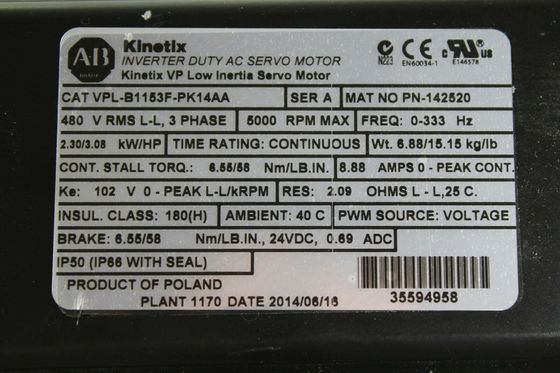 AB
Kinetix
INVERTER DUTY AC SERVO MOTOR
Kinetix VP Low Inertia Servo Motor
N223
EN60034-1
c UR US
E146578
CAT VPL-B1153F-PK14AA SER A MAT NO PN-142520
480 V RMS L-L, 3 PHASE 5000 RPM MAX FREQ: 0-333 Hz
2.30/3.08 kW/HP TIME RATING: CONTINUOUS Wt. 6.88/15.15 kg/lb
CONT. STALL TORQ.: 6.55/58 Nm/LB.IN. 8.88 AMPS 0 - PEAK CONT.
Ke: 102 V 0 - PEAK L-L/kRPM RES: 2.09 OHMS L - L,25 C.
INSUL. CLASS: 180(H) AMBIENT: 40 C PWM SOURCE: VOLTAGE
BRAKE: 6.55/58 Nm/LB.IN., 24VDC, 0.69 ADC
IP50 (IP66 WITH SEAL)
PRODUCT OF POLAND
PLANT 1170 DATE 2014/06/16
35594958